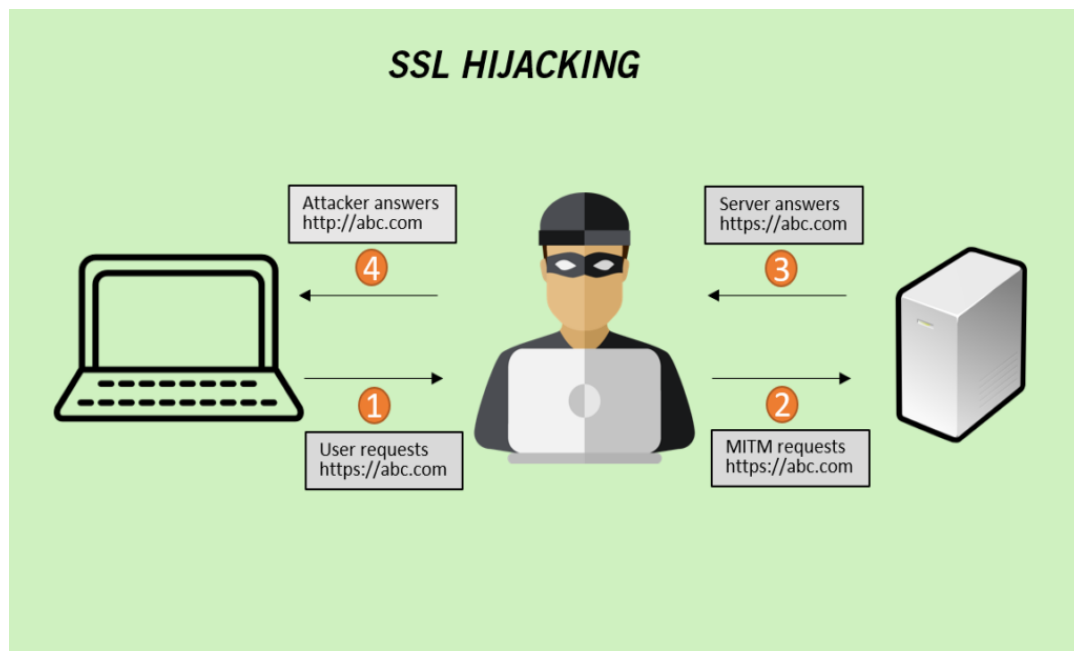 SSL HIJACKING
Attacker answers
http://abc.com
4
Server answers
https://abc.com
3
1
User requests
https://abc.com
2
MITM requests
https://abc.com